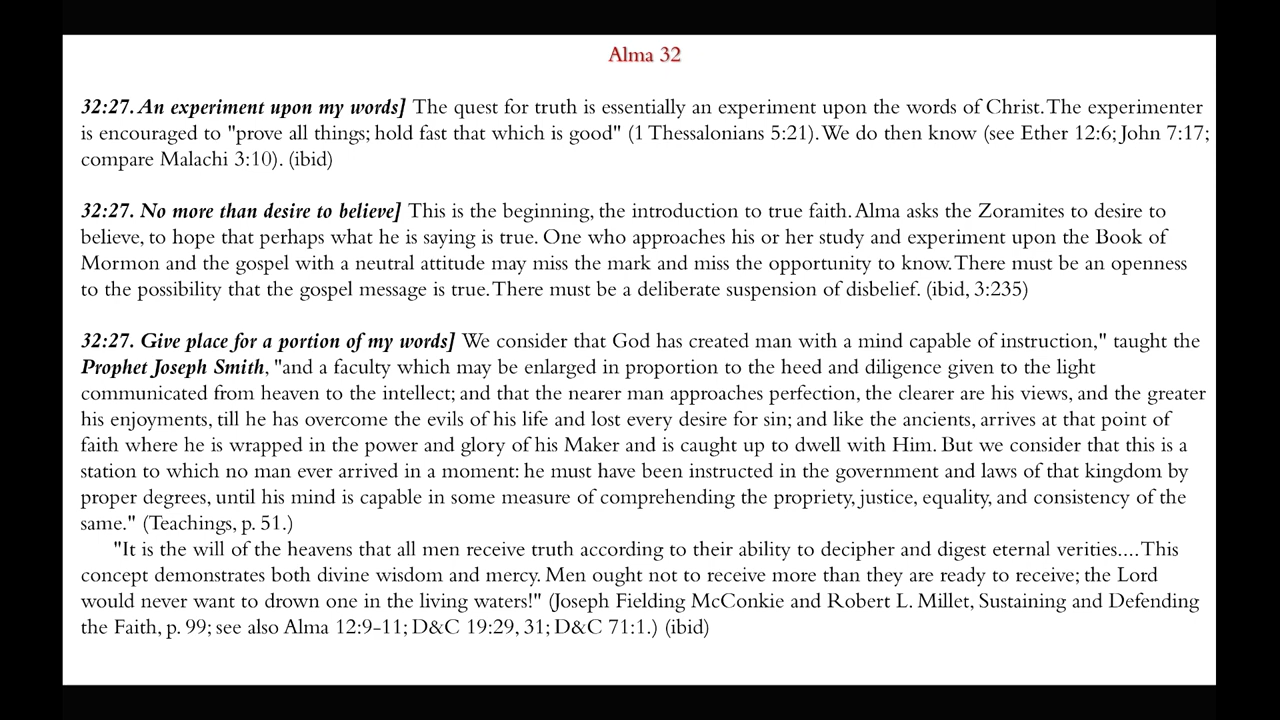 Alma 32
32:27. An experiment upon my words] The quest for truth is essentially an experiment upon the words of Christ. The experimenter
is encouraged to "prove all things; hold fast that which is good" (1 Thessalonians 5:21). We do then know (see Ether 12:6; John 7:17;
compare Malachi 3:10). (ibid)
32:27. No more than desire to believe] This is the beginning, the introduction to true faith. Alma asks the Zoramites to desire to
believe, to hope that perhaps what he is saying is true. One who approaches his or her study and experiment upon the Book of
Mormon and the gospel with a neutral attitude may miss the mark and miss the opportunity to know. There must be an openness
to the possibility that the gospel message is true. There must be a deliberate suspension of disbelief. (ibid, 3:235)
32:27. Give place for a portion of my words] We consider that God has created man with a mind capable of instruction," taught the
Prophet Joseph Smith, "and a faculty which may be enlarged in proportion to the heed and diligence given to the light
communicated from heaven to the intellect; and that the nearer man approaches perfection, the clearer are his views, and the greater
his enjoyments, till he has overcome the evils of his life and lost every desire for sin; and like the ancients, arrives at that point of
faith where he is wrapped in the power and glory of his Maker and is caught up to dwell with Him. But we consider that this is a
station to which no man ever arrived in a moment: he must have been instructed in the government and laws of that kingdom by
proper degrees, until his mind is capable in some measure of comprehending the propriety, justice, equality, and consistency of the
same." (Teachings, p. 51.)
"It is the will of the heavens that all men receive truth according to their ability to decipher and digest eternal verities....This
concept demonstrates both divine wisdom and mercy. Men ought not to receive more than they are ready to receive; the Lord
would never want to drown one in the living waters!" (Joseph Fielding McConkie and Robert L. Millet, Sustaining and Defending
the Faith, p. 99; see also Alma 12:9-11; D&C 19:29, 31; D&C 71:1.) (ibid)